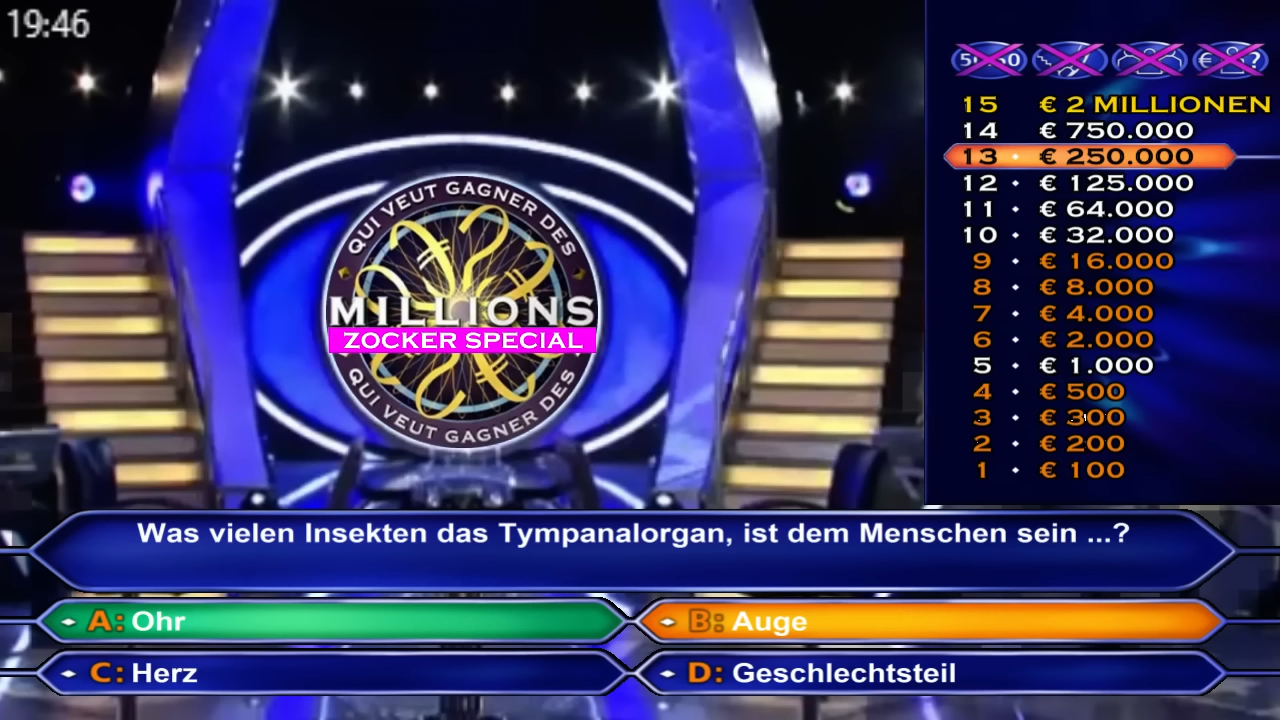 19:46
50:50
€ ?
15 € 2 MILLIONEN
14 € 750.000
13 · € 250.000
12 · € 125.000
11 · € 64.000
10 · € 32.000
9 · € 16.000
8 · € 8.000
7 · € 4.000
6 · € 2.000
5 · € 1.000
4 · € 500
3 · € 300
2 · € 200
1 · € 100
QUI VEUT GAGNER DES
MILLIONS
ZOCKER SPECIAL
QUI VEUT GAGNER DES
Was vielen Insekten das Tympanalorgan, ist dem Menschen sein ...?
A: Ohr
B: Auge
C: Herz
D: Geschlechtsteil